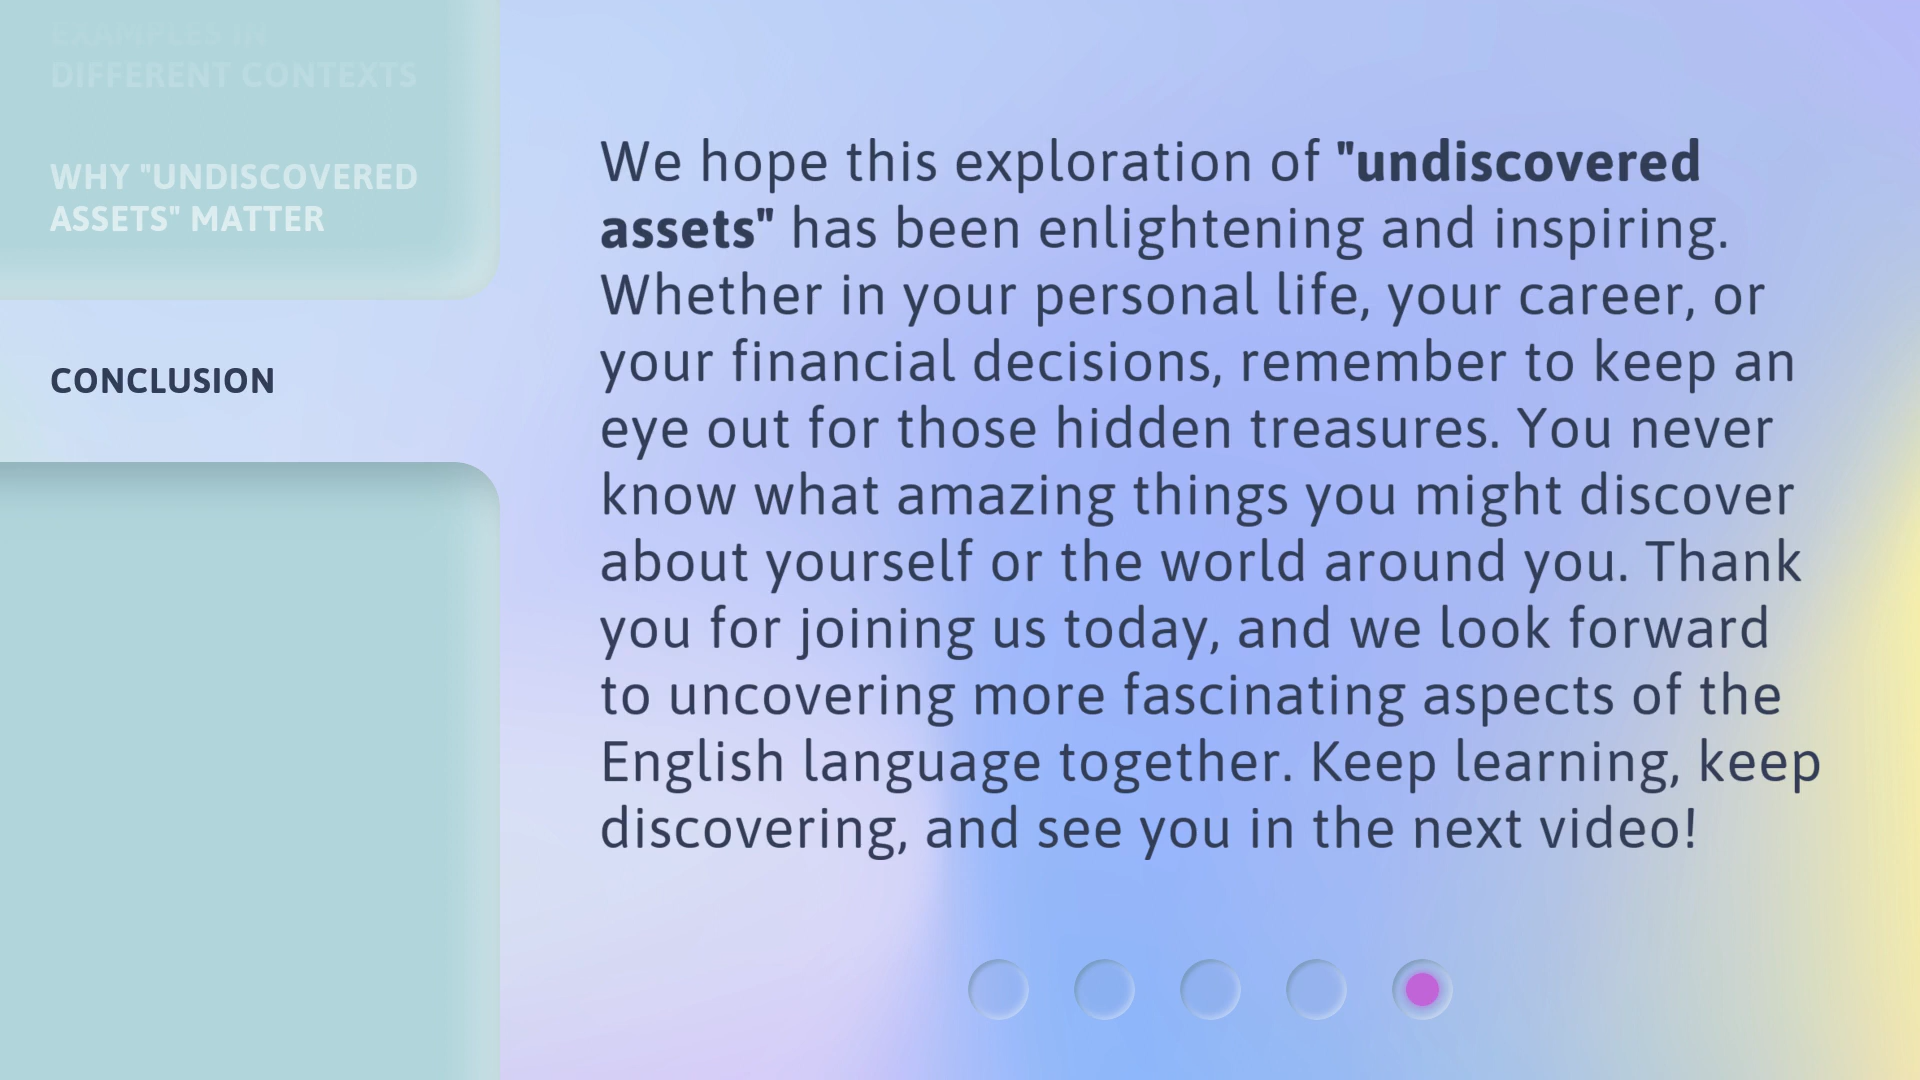 EXAMPLES IN
DIFFERENT CONTEXTS
WHY "UNDISCOVERED
ASSETS" MATTER
CONCLUSION
We hope this exploration of "undiscovered
assets" has been enlightening and inspiring.
Whether in your personal life, your career, or
your financial decisions, remember to keep an
eye out for those hidden treasures. You never
know what amazing things you might discover
about yourself or the world around you. Thank
you for joining us today, and we look forward
to uncovering more fascinating aspects of the
English language together. Keep learning, keep
discovering, and see you in the next video!